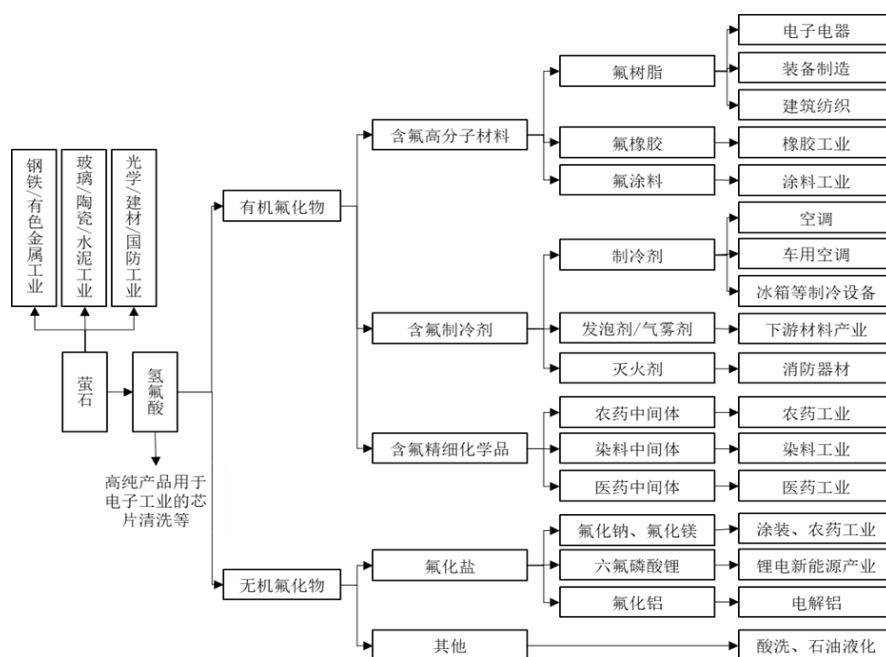 钢铁/有色金属工业
玻璃/陶瓷/水泥工业
光学/建材/国防工业
萤石
氢氟酸
高纯产品用于
电子工业的芯
片清洗等
有机氟化物
无机氟化物
含氟高分子材料
含氟制冷剂
含氟精细化学品
氟化盐
其他
氟树脂
氟橡胶
氟涂料
制冷剂
发泡剂/气雾剂
灭火剂
农药中间体
染料中间体
医药中间体
氟化钠、氟化镁
六氟磷酸锂
氟化铝
电子电器
装备制造
建筑纺织
橡胶工业
涂料工业
空调
车用空调
冰箱等制冷设备
下游材料产业
消防器材
农药工业
染料工业
医药工业
涂装、农药工业
锂电新能源产业
电解铝
酸洗、石油液化